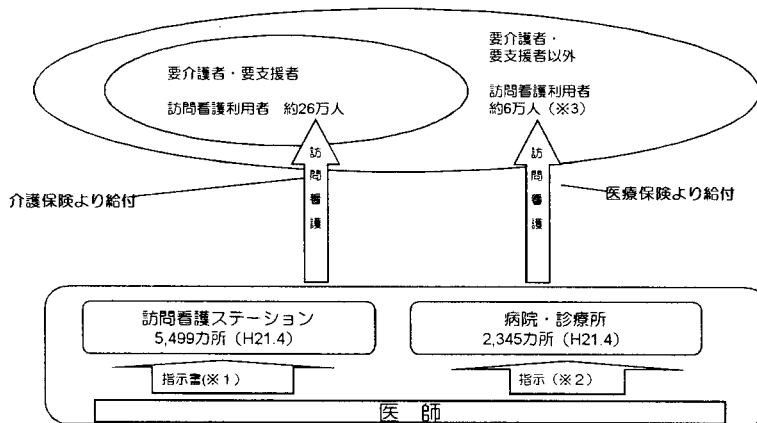 要介護者・要支援者
訪問看護利用者　約26万人
要介護者・
要支援者以外
訪問看護利用者
約6万人（※3）
訪問看護
訪問看護
介護保険より給付
医療保険より給付
訪問看護ステーション
5,499カ所（H21.4）
病院・診療所
2,345カ所（H21.4）
指示書(※１)
指示（※２）
医　師